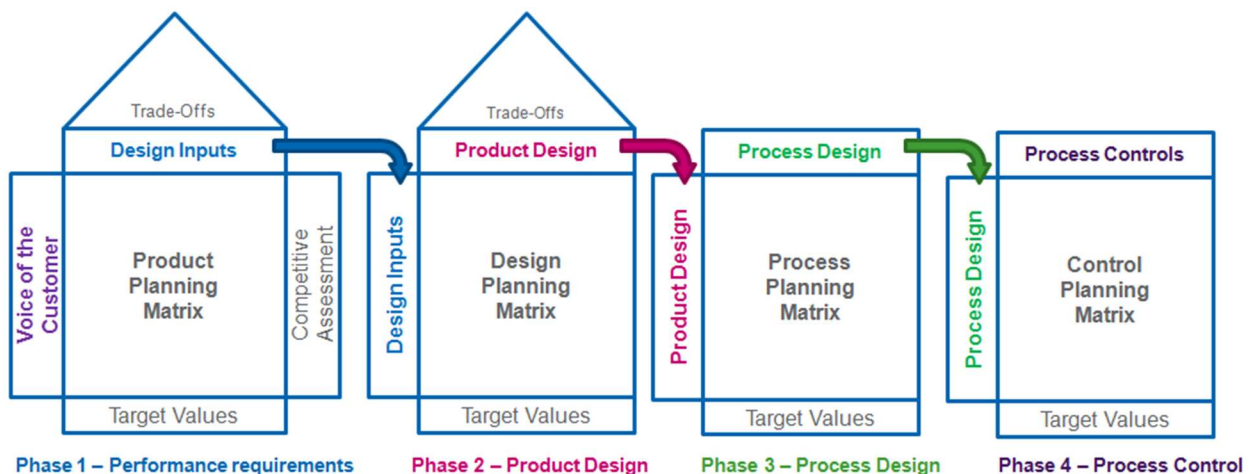 Trade-Offs
Design Inputs
Voice of the
Customer
Product
Planning
Matrix
Competitive
Assessment
Target Values
Phase 1 – Performance requirements
Trade-Offs
Product Design
Design Inputs
Design
Planning
Matrix
Target Values
Phase 2 – Product Design
Process Design
Product Design
Process
Planning
Matrix
Target Values
Phase 3 – Process Design
Process Controls
Process Design
Control
Planning
Matrix
Target Values
Phase 4 – Process Control